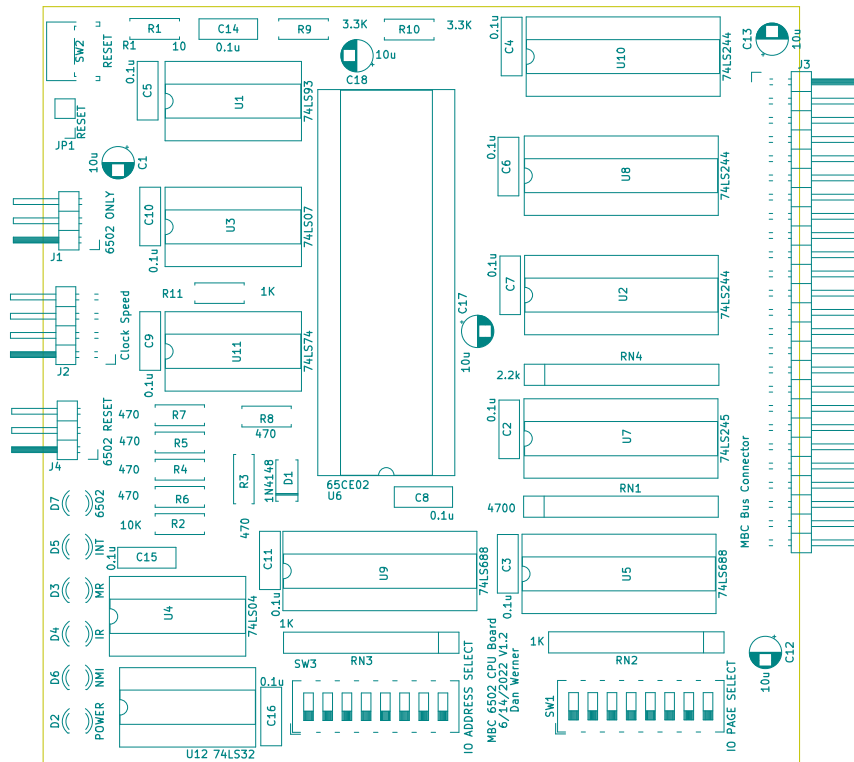 SW2
RESET
R1
R1
10
C14
0.1u
R9
3.3K
R10
3.3K
10u
C18
0.1u
C4
U10
74LS244
C13
10u
J3
0.1u
C5
U1
74LS93
JP1
RESET
10u
C1
0.1u
C6
U8
74LS244
J1
6502 ONLY
C10
0.1u
U3
74LS07
R11
1K
0.1u
C7
U2
74LS244
C17
10u
J2
Clock Speed
C9
0.1u
U11
74LS74
RN4
2.2k
J4
6502 RESET
470
R7
R8
470
470
R5
470
R4
470
R6
10K
R2
R3
470
1N4148
D1
65CE02
U6
C8
0.1u
0.1u
C2
U7
74LS245
RN1
4700
MBC Bus Connector
D7
6502
D5
INT
D3
MR
D4
IR
D6
NMI
D2
POWER
0.1u
C15
U4
74LS04
C11
0.1u
U9
74LS688
C3
0.1u
U5
74LS688
1K
RN3
1K
RN2
C12
10u
SW3
IO ADDRESS SELECT
MBC 6502 CPU Board
6/14/2022 V1.2
Dan Werner
SW1
IO PAGE SELECT
0.1u
C16
U12 74LS32